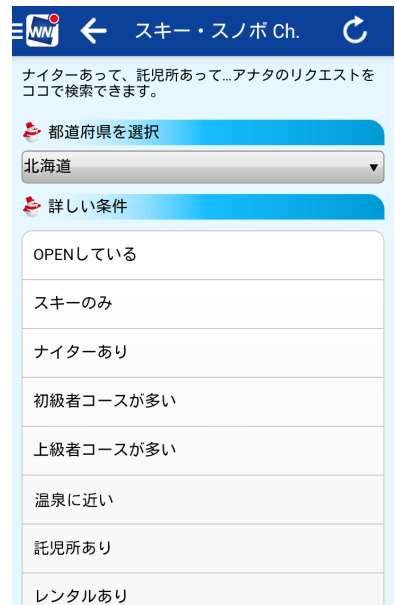 WN スキー・スノボ Ch.
ナイターあって、託児所あって...アナタのリクエストを
ココで検索できます。
都道府県を選択
北海道
詳しい条件
OPENしている
スキーのみ
ナイターあり
初級者コースが多い
上級者コースが多い
温泉に近い
託児所あり
レンタルあり